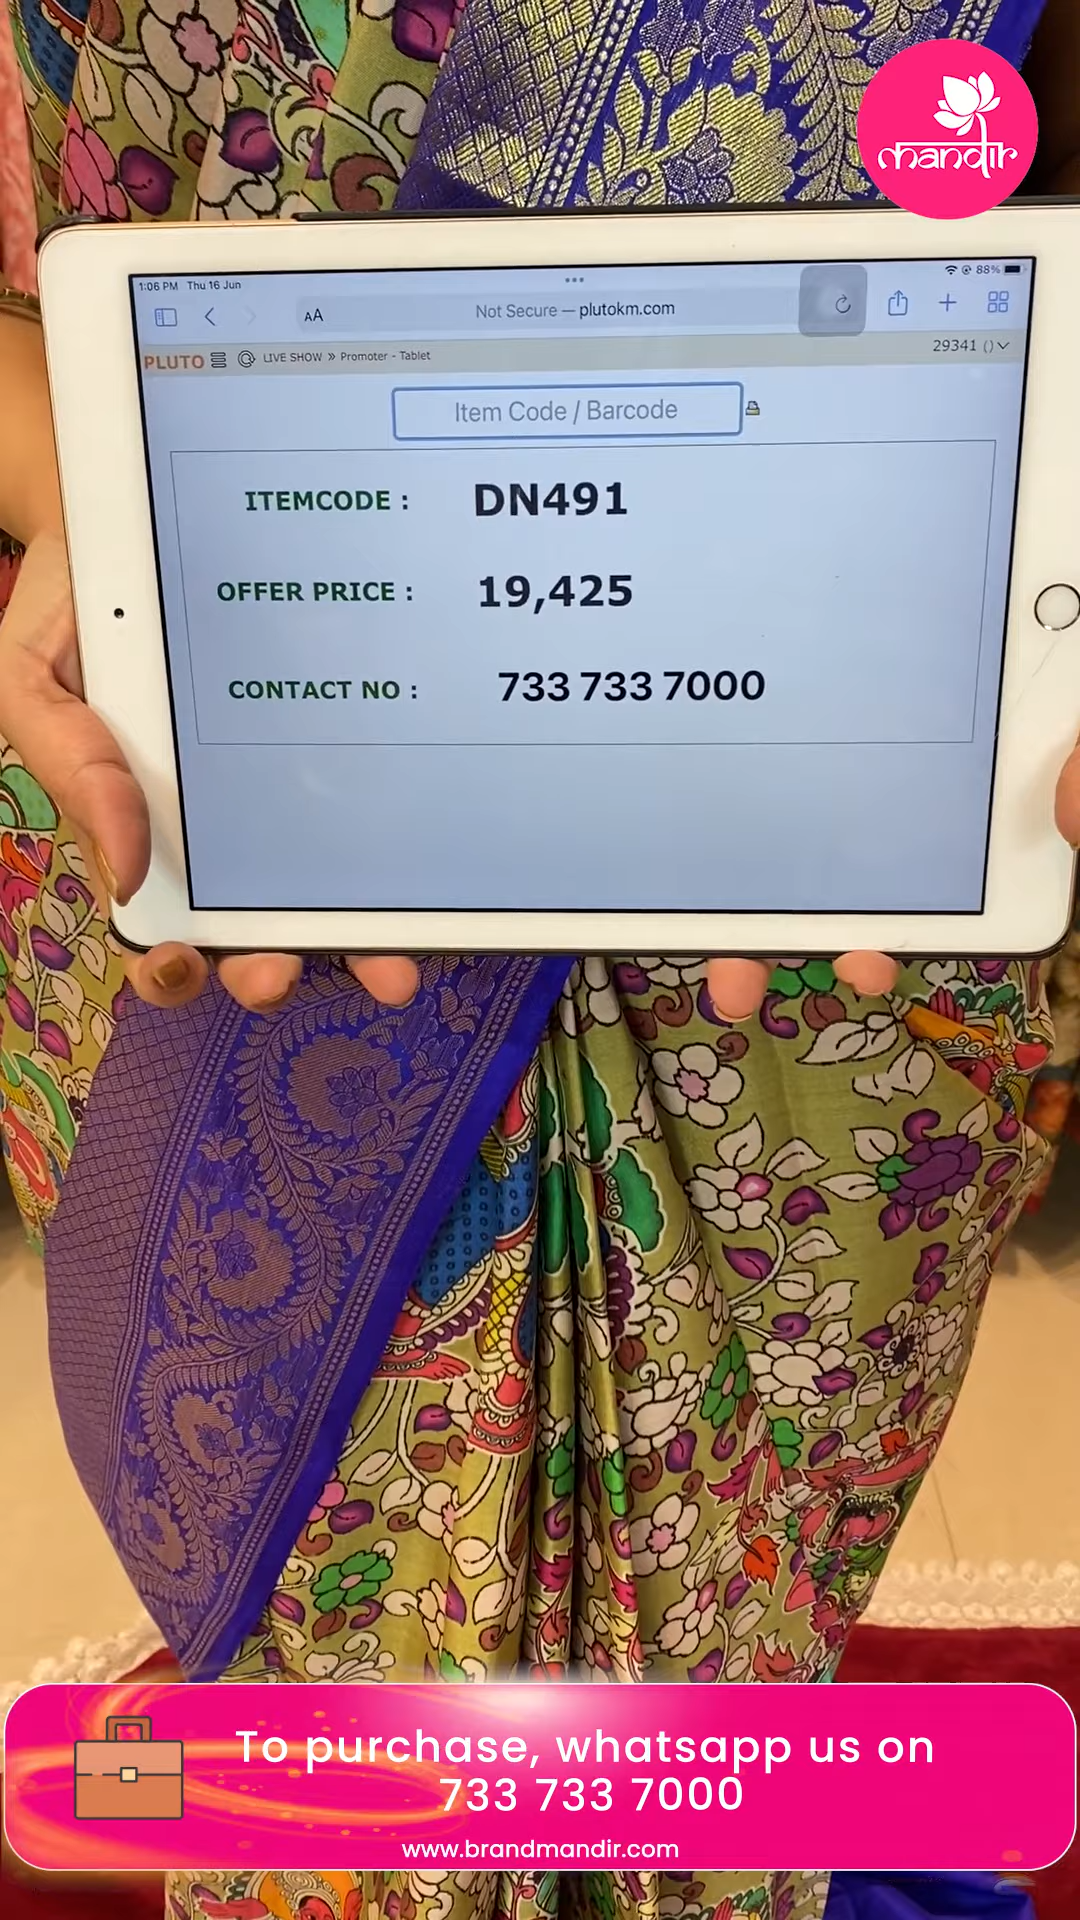 mandir
1:06 PM Thu 16 Jun
88%
AA
Not Secure — plutokm.com
PLUTO LIVE SHOW » Promoter - Tablet
29341 ()
Item Code / Barcode
ITEMCODE : DN491
OFFER PRICE : 19,425
CONTACT NO : 733 733 7000
To purchase, whatsapp us on
733 733 7000
www.brandmandir.com